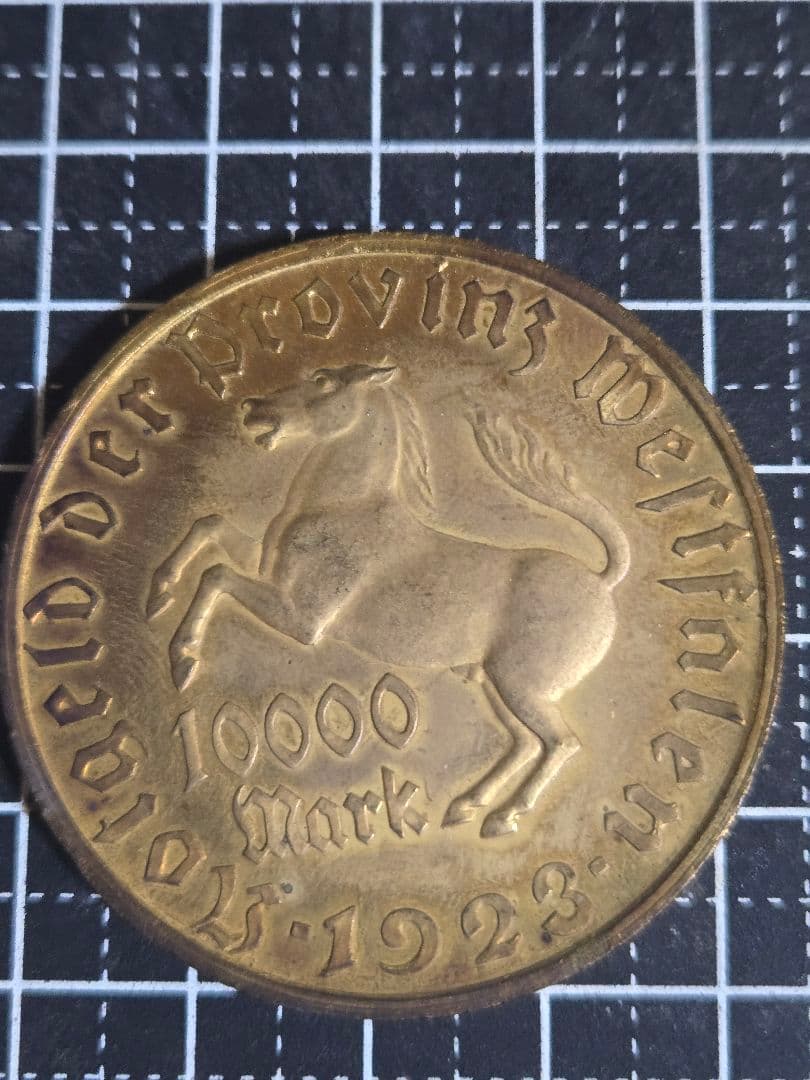 Notgeld der Provinz Westfalen
· 1923 ·
10000
Mark